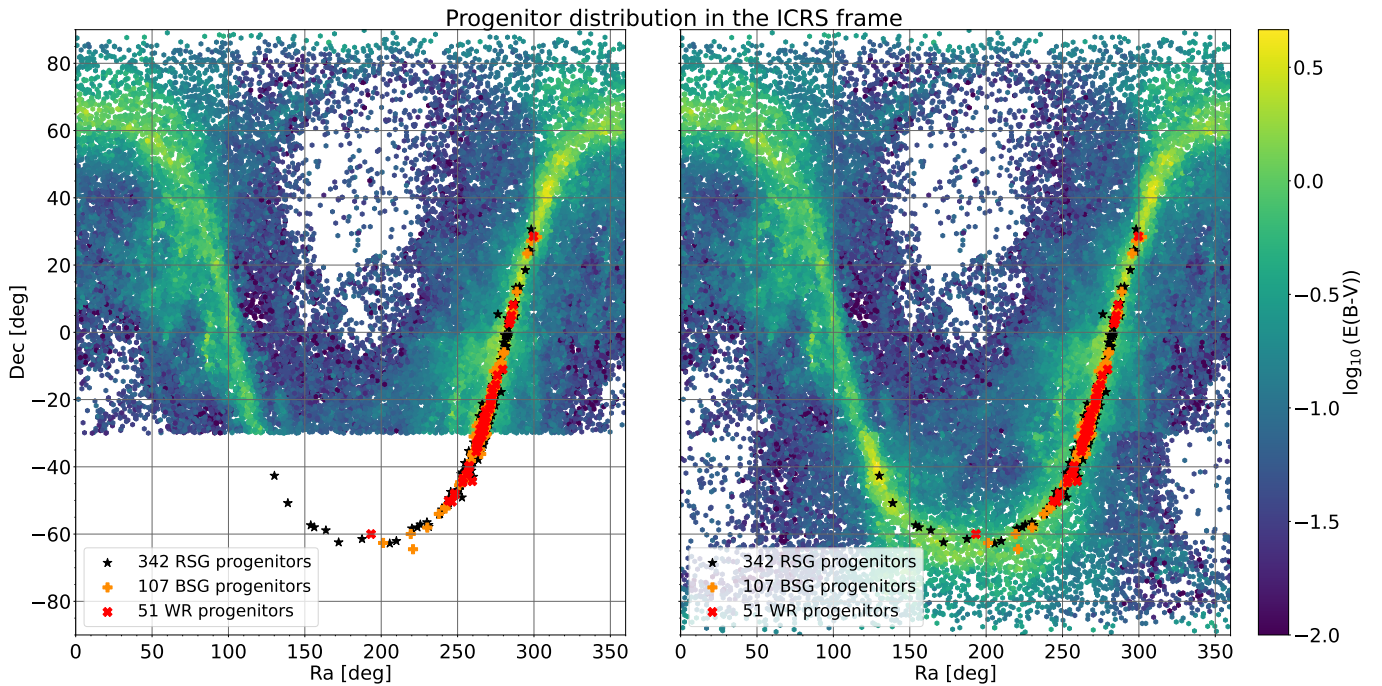 Progenitor distribution in the ICRS frame
Dec [deg]
80
60
40
20
0
−20
−40
−60
−80
342 RSG progenitors
107 BSG progenitors
51 WR progenitors
0 50 100 150 200 250 300 350
Ra [deg]
342 RSG progenitors
107 BSG progenitors
51 WR progenitors
0 50 100 150 200 250 300 350
Ra [deg]
0.5
0.0
−0.5
−1.0
−1.5
−2.0
log₁₀ (E(B-V))